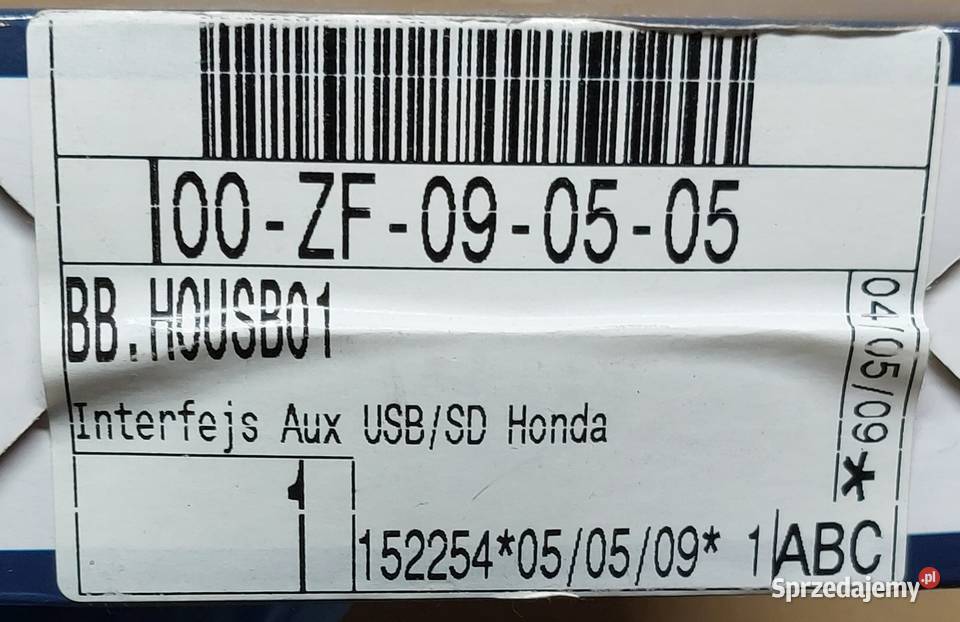 00-ZF-09-05-05
BB.HOUSB01
04/05/09*
Interfejs Aux USB/SD Honda
1
152254*05/05/09* 1 ABC
Sprzedajemy.pl